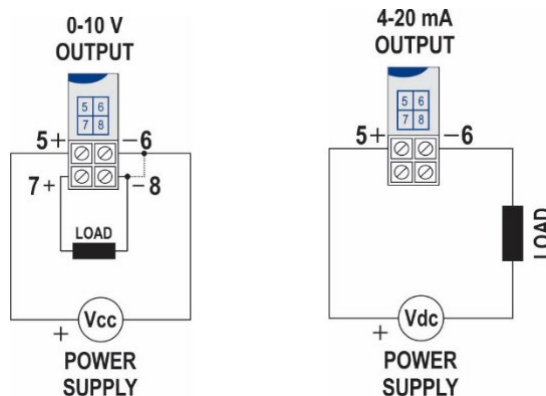 0-10 V
OUTPUT
5 6
7 8
5+
−6
7+
−8
LOAD
+
Vcc
POWER
SUPPLY
4-20 mA
OUTPUT
5 6
7 8
5+
−6
LOAD
+
Vdc
POWER
SUPPLY